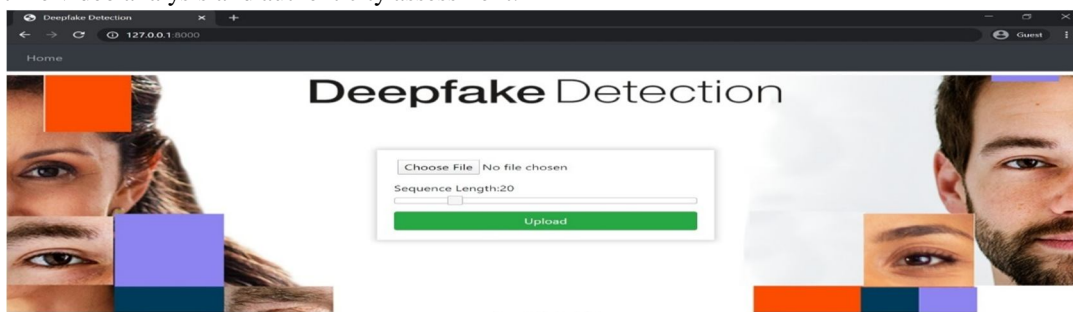 Deepfake Detection
127.0.0.1:8000
Guest
Home
Deepfake Detection
Choose File No file chosen
Sequence Length:20
Upload